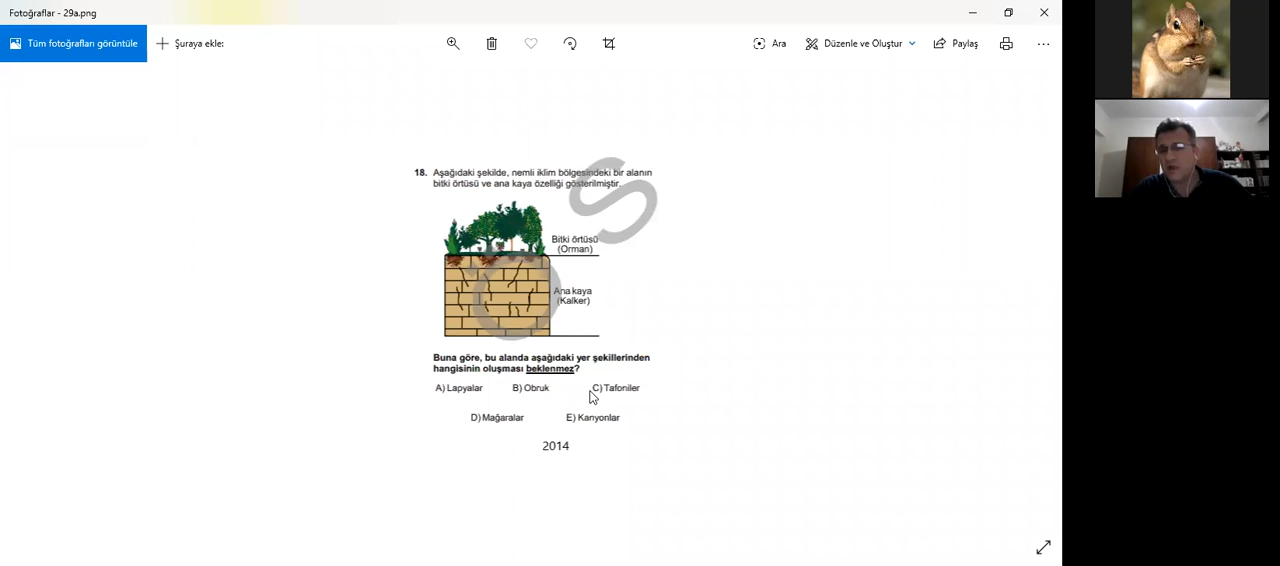 Fotoğraflar - 29a.png
Tüm fotoğrafları görüntüle
Şuraya ekle:
Ara
Düzenle ve Oluştur
Paylaş
18. Aşağıdaki şekilde, nemli iklim bölgesindeki bir alanın
bitki örtüsü ve ana kaya özelliği gösterilmiştir.
Bitki örtüsü
(Orman)
Ana kaya
(Kalker)
Buna göre, bu alanda aşağıdaki yer şekillerinden
hangisinin oluşması beklenmez?
A) Lapyalar B) Obruk C) Tafoniler
D) Mağaralar E) Kanyonlar
2014